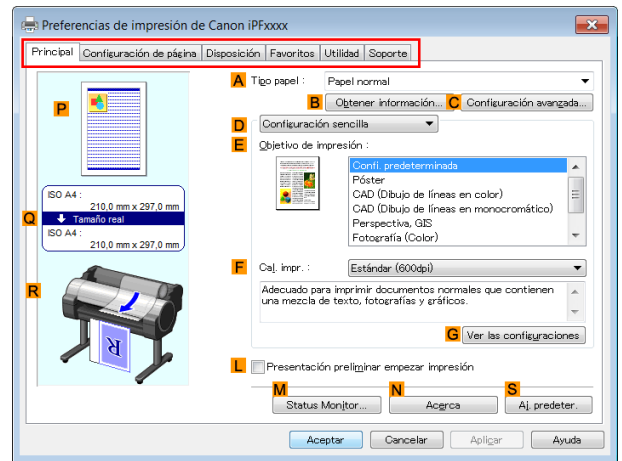 Preferencias de impresión de Canon iPFxxxx
Principal Configuración de página Disposición Favoritos Utilidad Soporte
A Tipo papel : Papel normal
P
B Obtener información... C Configuración avanzada...
D Configuración sencilla
E Objetivo de impresión :
Confi. predeterminada
Póster
CAD (Dibujo de líneas en color)
CAD (Dibujo de líneas en monocromático)
Perspectiva, GIS
Fotografía (Color)
ISO A4 :
210,0 mm x 297,0 mm
Q Tamaño real
ISO A4 :
210,0 mm x 297,0 mm
F Cal. impr. : Estándar (600dpi)
Adecuado para imprimir documentos normales que contienen
una mezcla de texto, fotografías y gráficos.
R
R
G Ver las configuraciones
L Presentación preliminar empezar impresión
M N S
Status Monitor... Acerca Aj. predeter.
Aceptar Cancelar Aplicar Ayuda